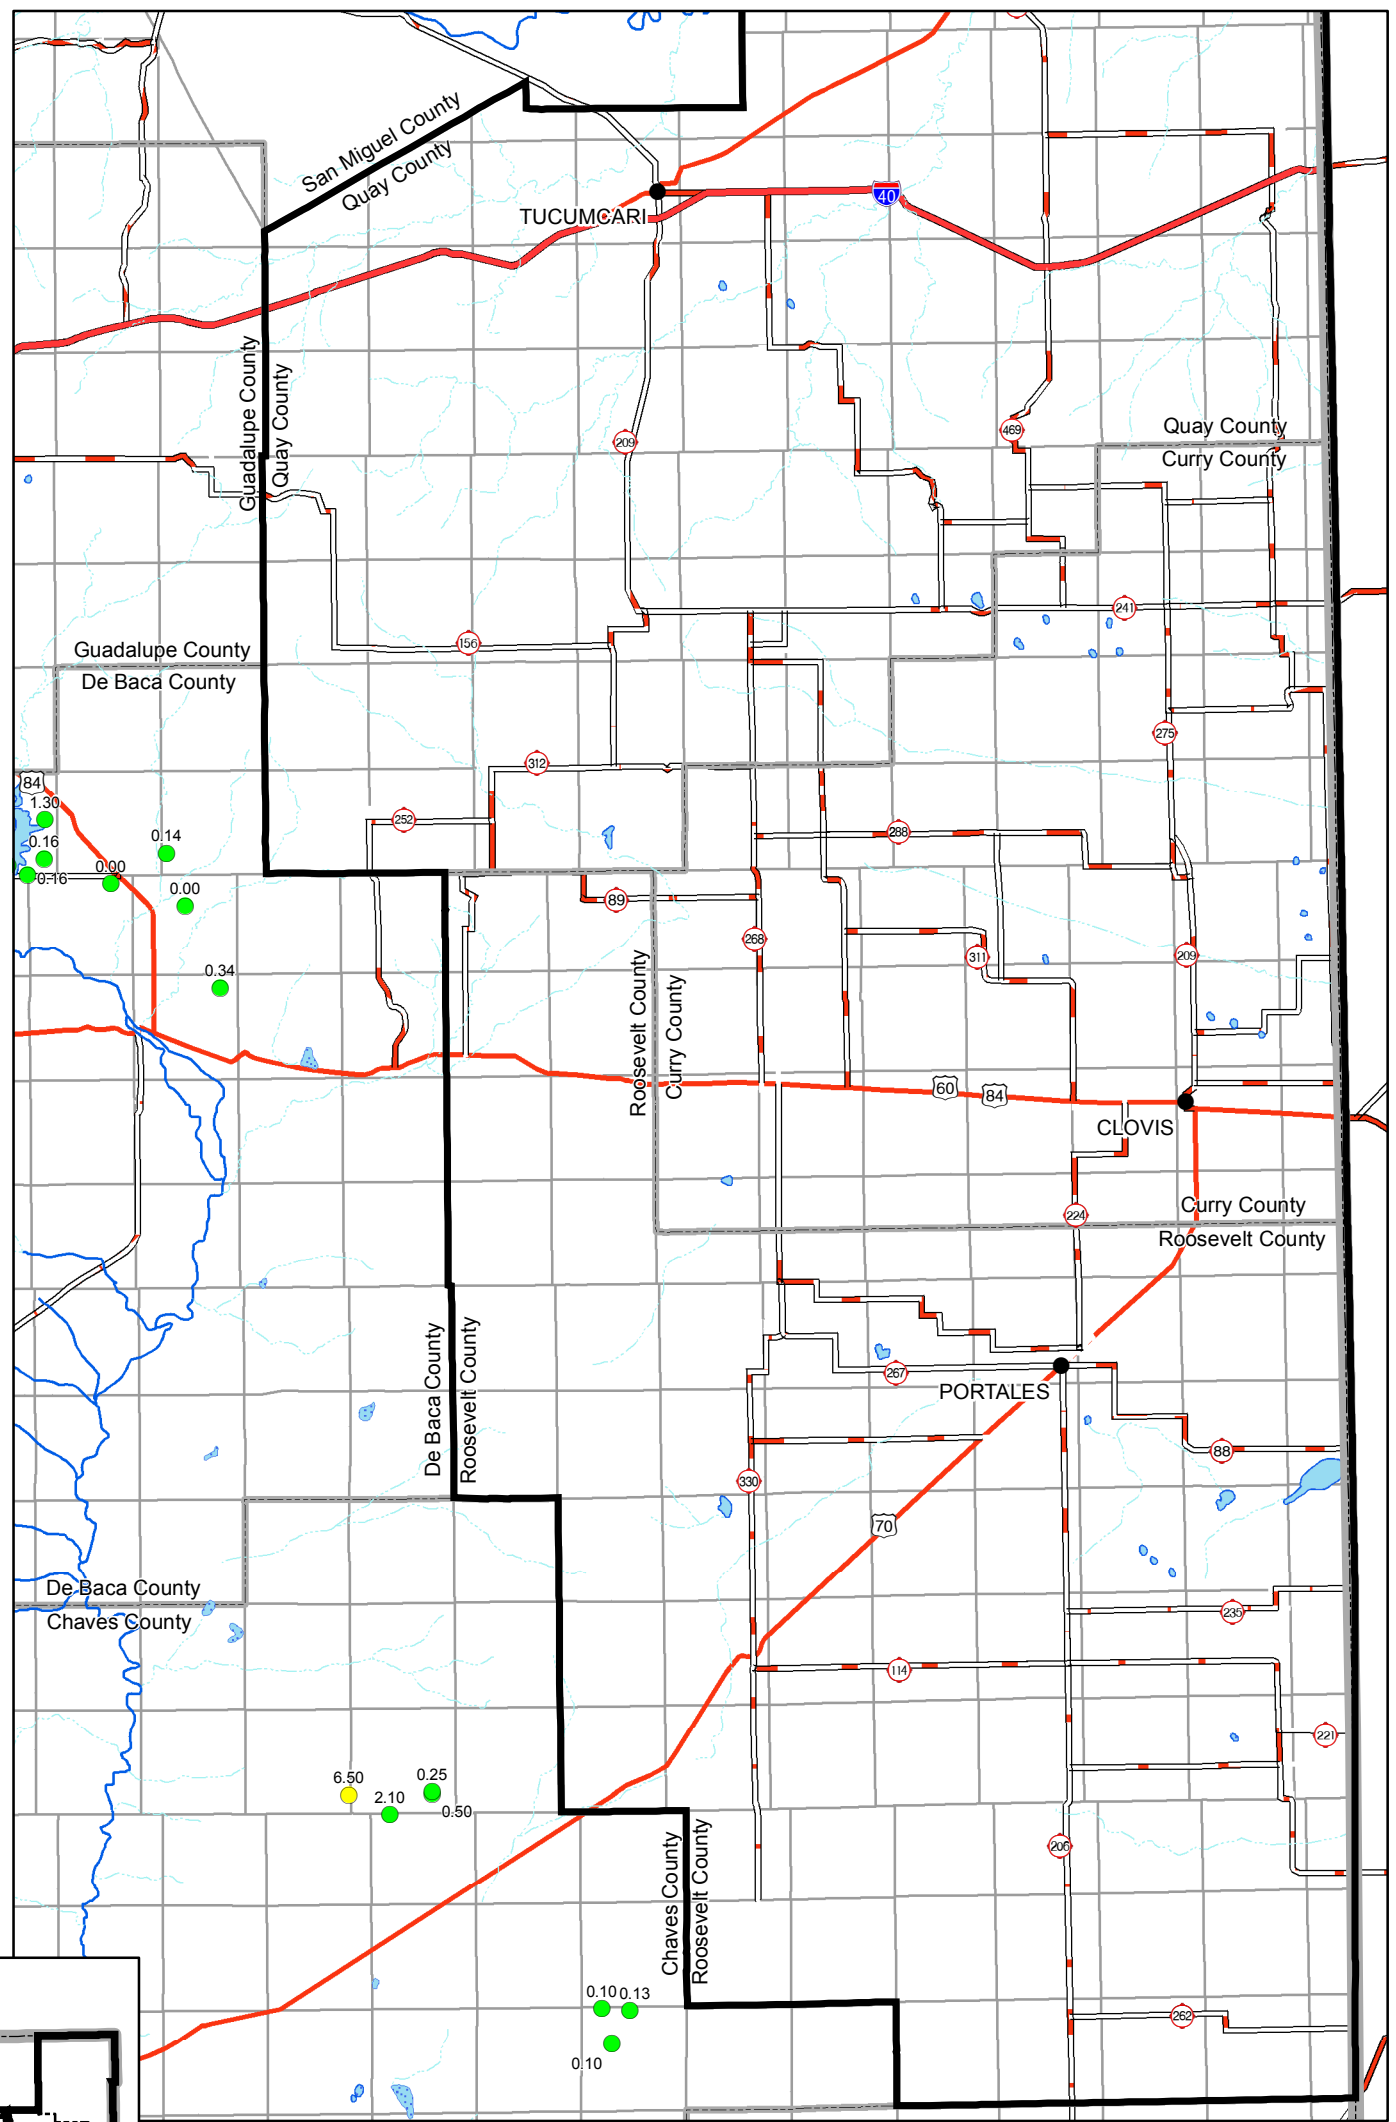 San Miguel County
Quay County
TUCUMCARI
40
Guadalupe County
Quay County
209
469
Quay County
Curry County
241
156
Guadalupe County
De Baca County
275
312
84
1.30
252
288
0.16
0.14
0.16
0.00
0.00
89
268
311
209
0.34
Roosevelt County
Curry County
60
84
CLOVIS
224
Curry County
Roosevelt County
De Baca County
Roosevelt County
267
PORTALES
88
330
70
De Baca County
Chaves County
235
114
221
6.50
2.10
0.25
0.50
206
Chaves County
Roosevelt County
0.10
0.13
262
0.10